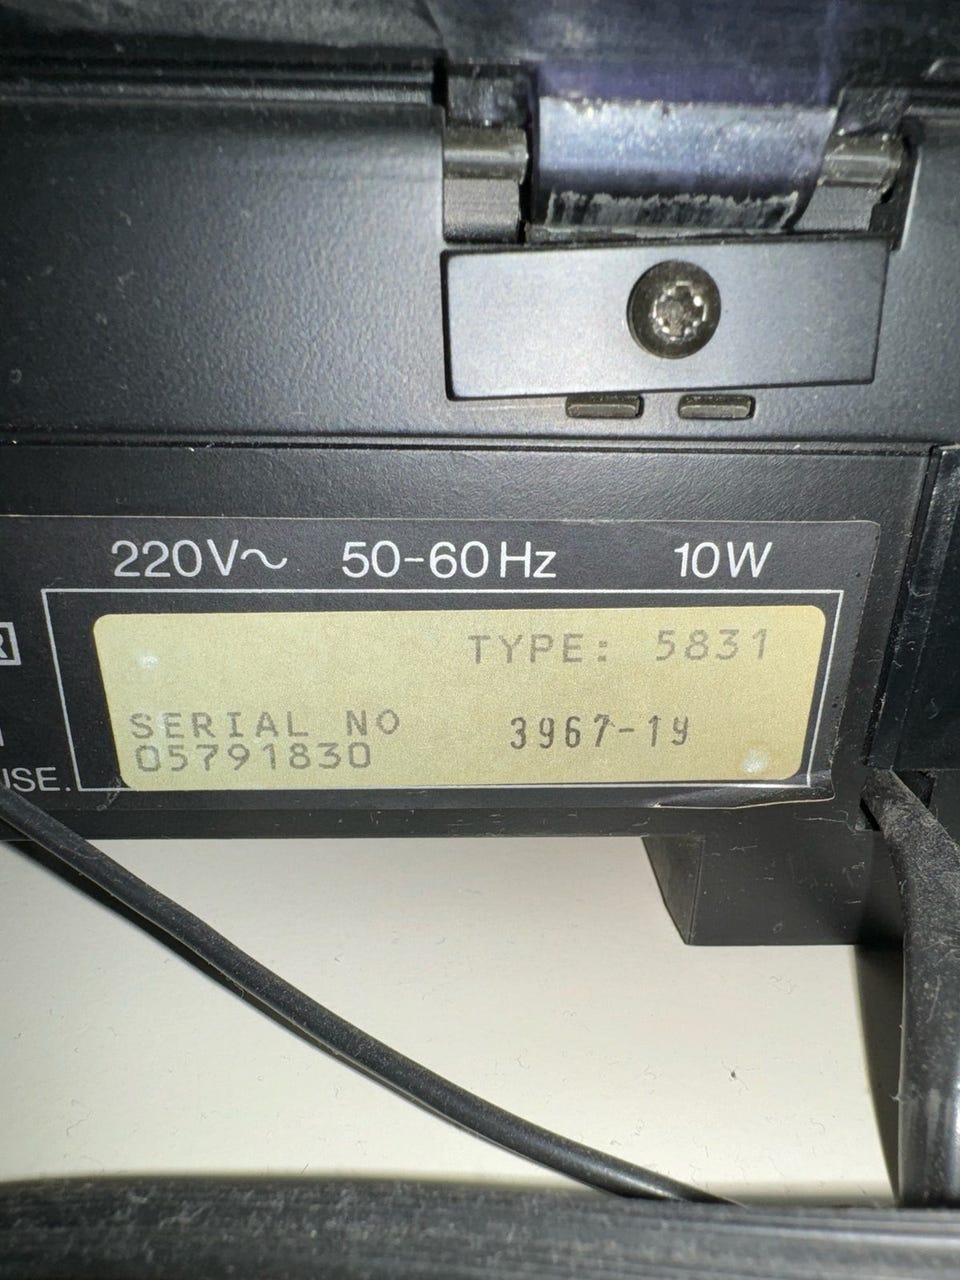 220V~ 50-60Hz 10W
R
TYPE: 5831
SERIAL NO 3967-19
05791830
USE.